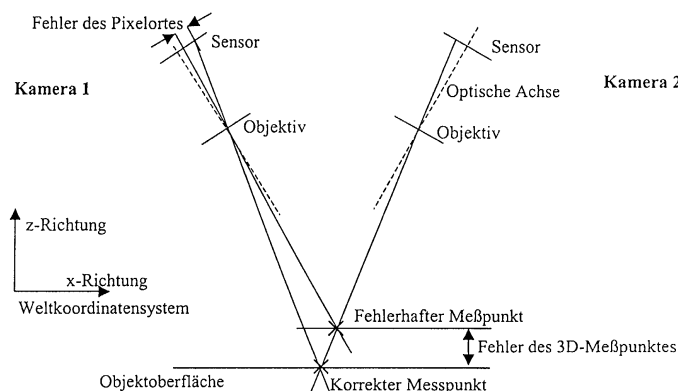 Fehler des Pixelortes
Sensor
Sensor
Kamera 1
Optische Achse
Kamera 2
Objektiv
Objektiv
z-Richtung
x-Richtung
Weltkoordinatensystem
Fehlerhafter Meßpunkt
Fehler des 3D-Meßpunktes
Objektoberfläche
Korrekter Messpunkt